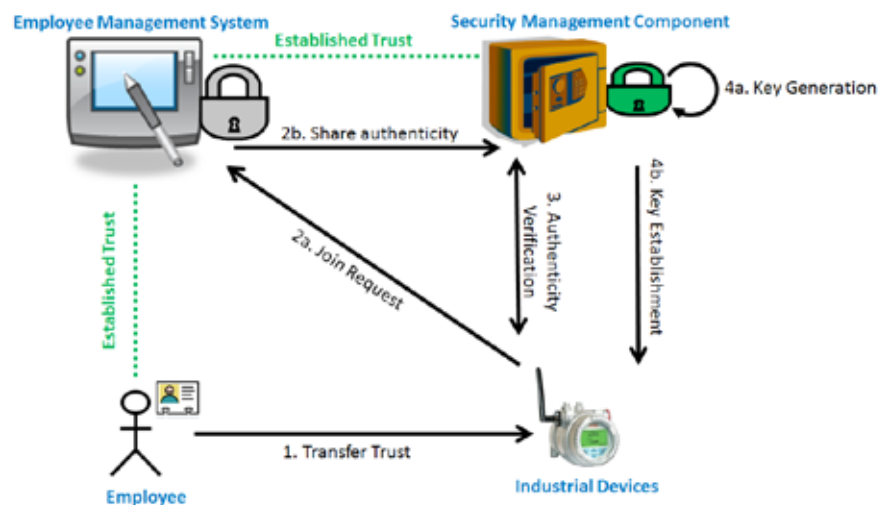 Employee Management System
Security Management Component
Established Trust
4a. Key Generation
2b. Share authenticity
Established Trust
2a. Join Request
3. Authenticity
Verification
4b. Key Establishment
1. Transfer Trust
Employee
Industrial Devices